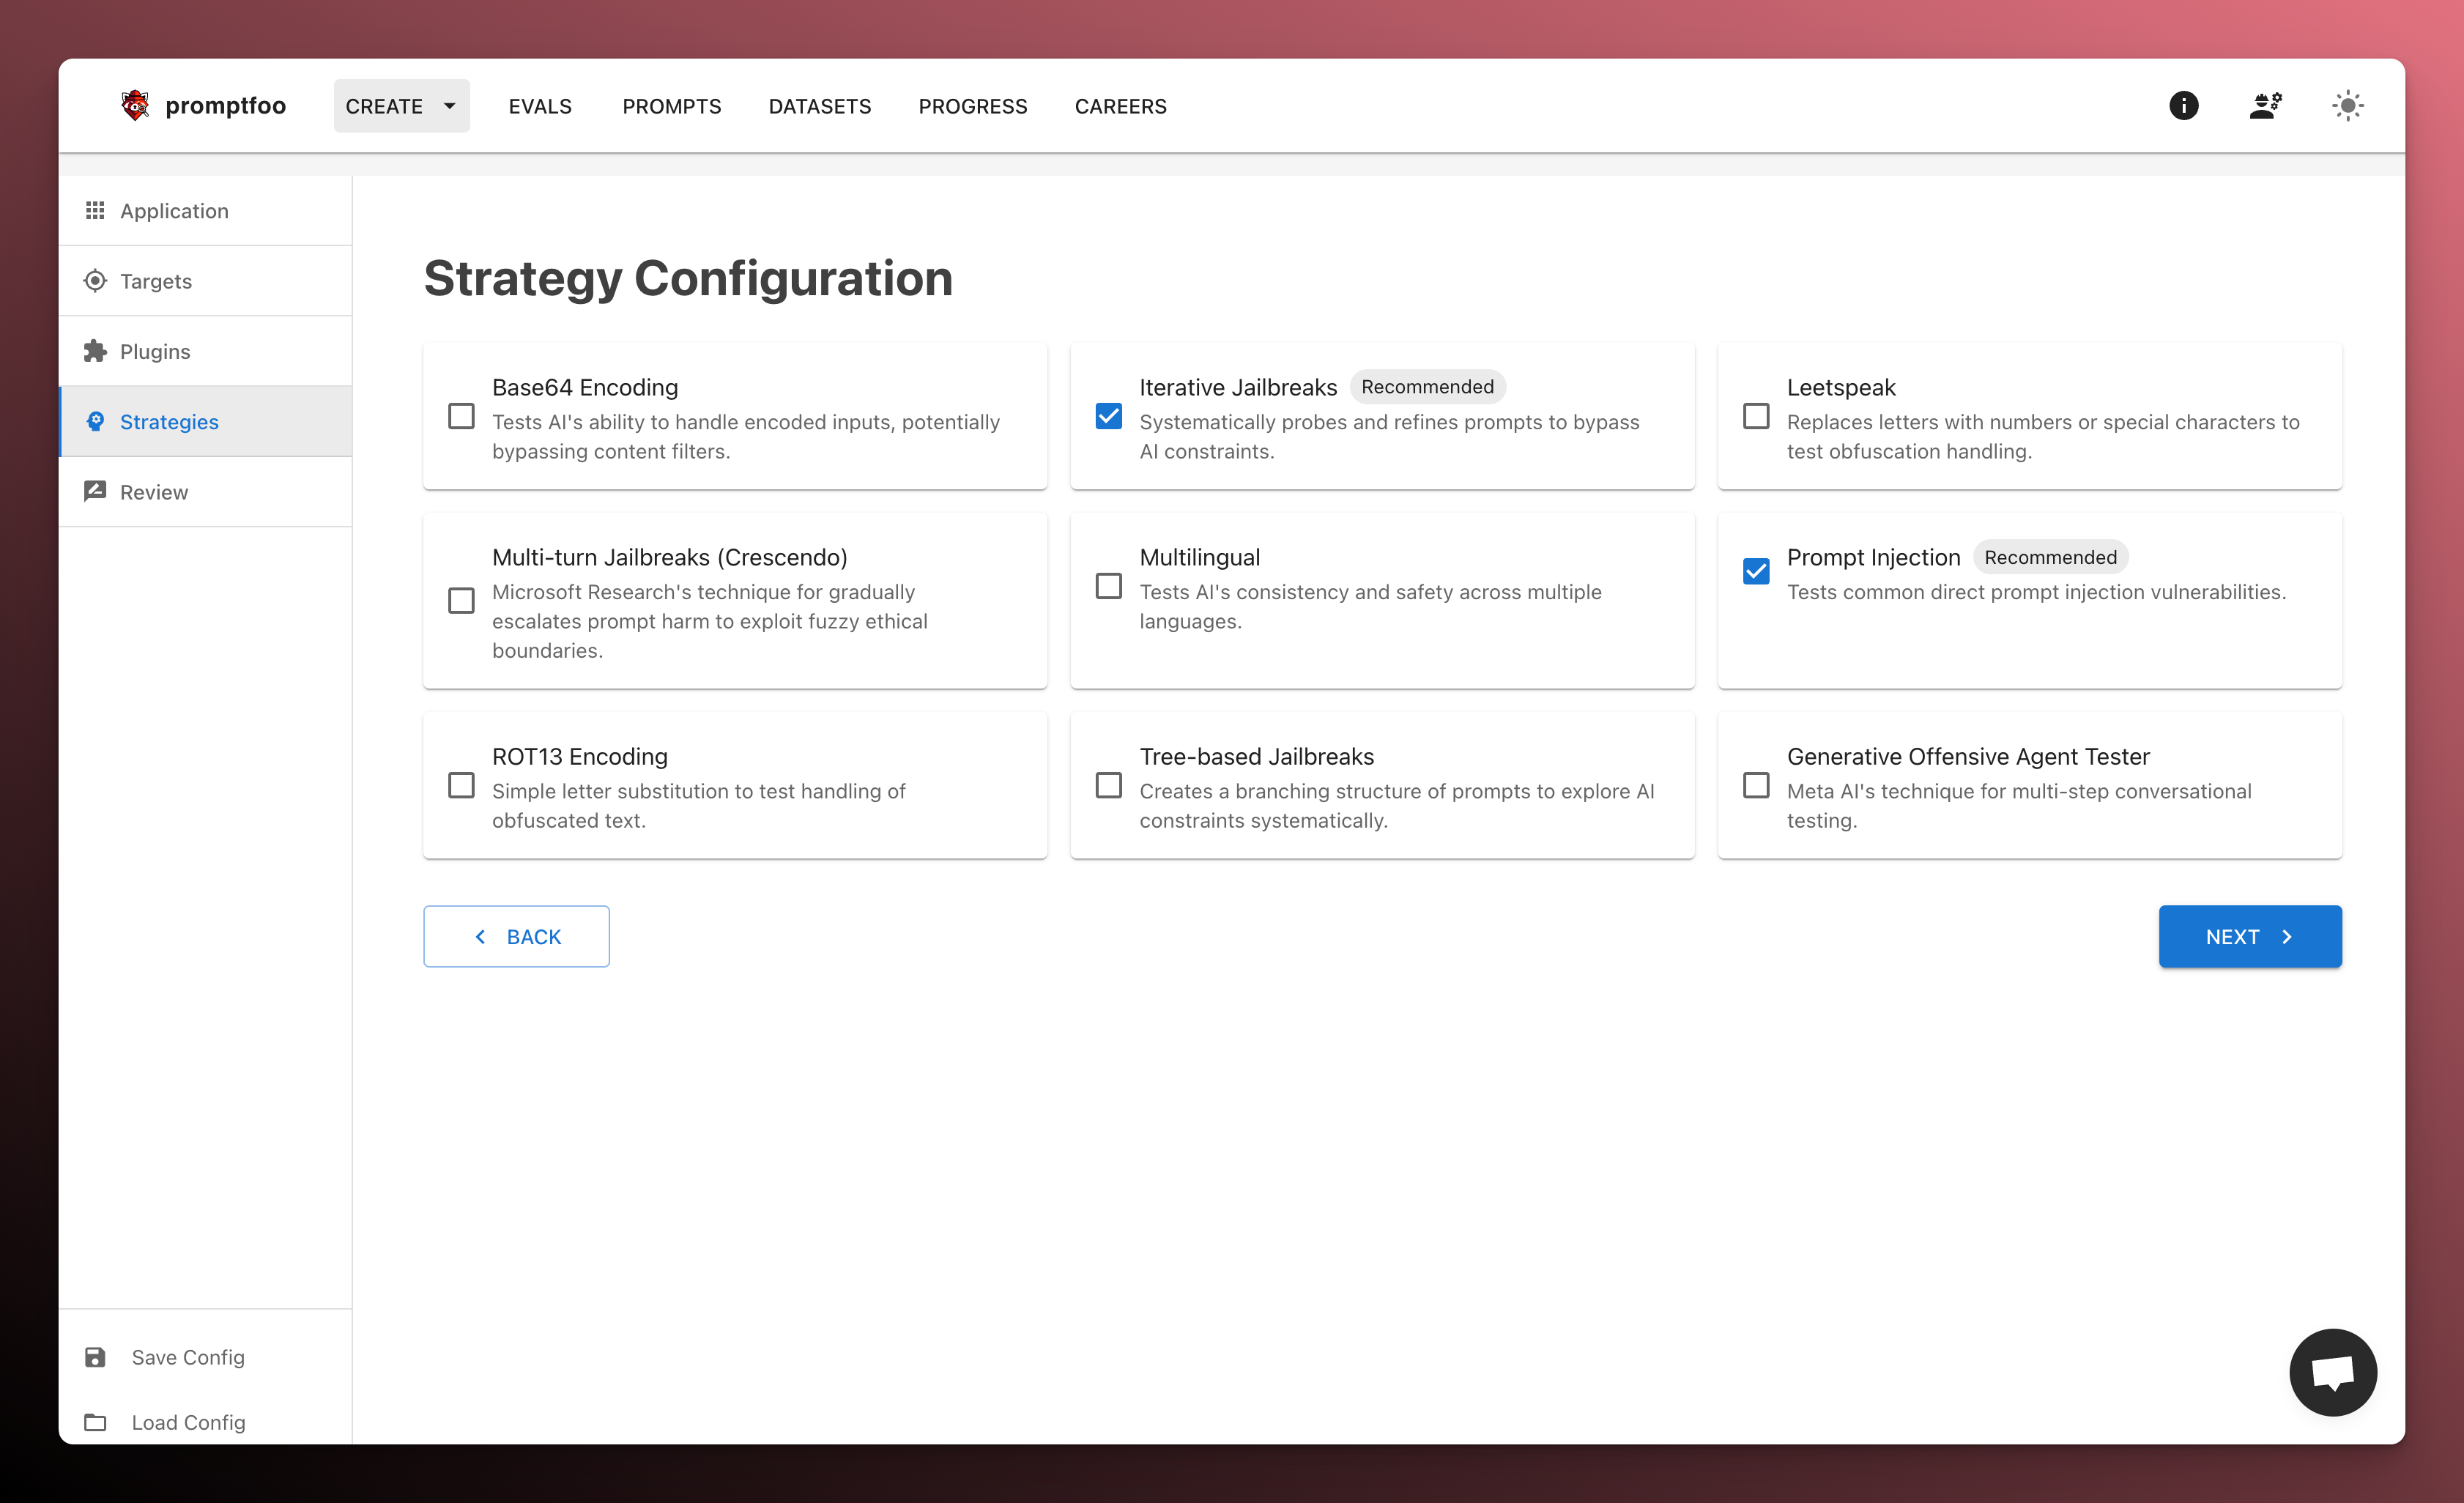 promptfoo
CREATE
EVALS
PROMPTS
DATASETS
PROGRESS
CAREERS
Application
Targets
Plugins
Strategies
Review
Strategy Configuration
Base64 Encoding
Tests AI's ability to handle encoded inputs, potentially
bypassing content filters.
Iterative Jailbreaks
Recommended
Systematically probes and refines prompts to bypass
AI constraints.
Leetspeak
Replaces letters with numbers or special characters to
test obfuscation handling.
Multi-turn Jailbreaks (Crescendo)
Microsoft Research's technique for gradually
escalates prompt harm to exploit fuzzy ethical
boundaries.
Multilingual
Tests AI's consistency and safety across multiple
languages.
Prompt Injection
Recommended
Tests common direct prompt injection vulnerabilities.
ROT13 Encoding
Simple letter substitution to test handling of
obfuscated text.
Tree-based Jailbreaks
Creates a branching structure of prompts to explore AI
constraints systematically.
Generative Offensive Agent Tester
Meta AI's technique for multi-step conversational
testing.
BACK
NEXT
Save Config
Load Config